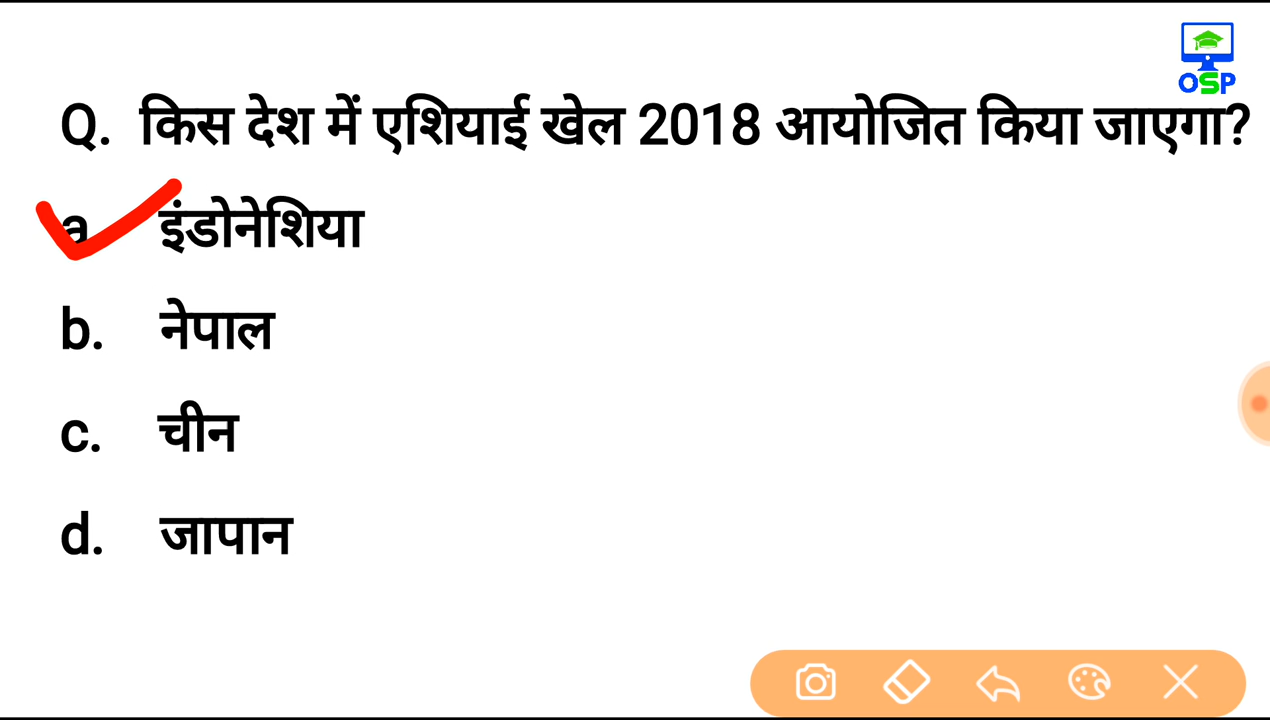 OSP
Q. किस देश में एशियाई खेल 2018 आयोजित किया जाएगा?
a इंडोनेशिया
b. नेपाल
c. चीन
d. जापान